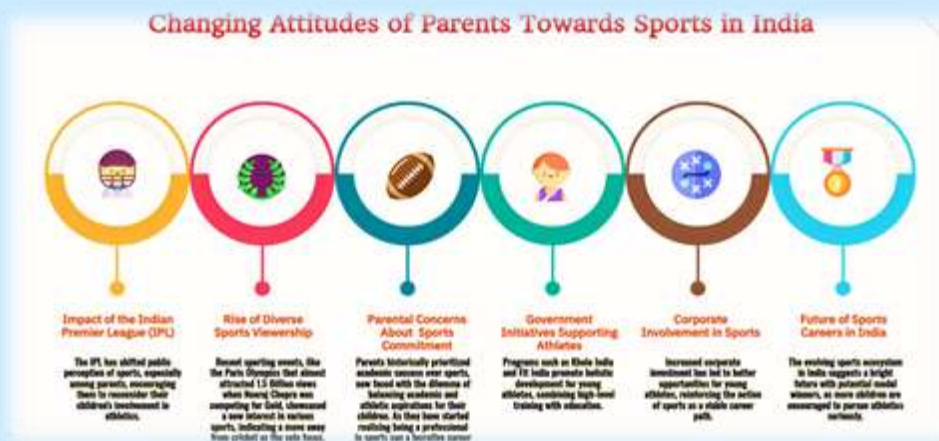 Changing Attitudes of Parents Towards Sports in India
Impact of the Indian
Premier League (IPL)
The IPL has shifted public
perception of sports, especially
among parents, encouraging
them to reconsider their
children's involvement in
athletics.
Rise of Diverse
Sports Viewership
Recent sporting events, like
the Paris Olympics that almost
attracted 1.5 Billion views
when Neeraj Chopra was
competing for Gold, showcased
a new interest in various
sports, indicating a move away
from cricket as the sole focus.
Parental Concerns
About Sports
Commitment
Parents historically prioritized
academic success over sports,
now faced with the dilemma of
balancing academic and
athletic aspirations for their
children. As they have started
realising being a professional
in sports can a lucrative career
Government
Initiatives Supporting
Athletes
Programs such as Khelo India
and Fit India promote holistic
development for young
athletes, combining high-level
training with education.
Corporate
Involvement in Sports
Increased corporate
investment has led to better
opportunities for young
athletes, reinforcing the notion
of sports as a viable career
path.
Future of Sports
Careers in India
The evolving sports ecosystem
in India suggests a bright
future with potential medal
winners, as more children are
encouraged to pursue athletics
seriously.